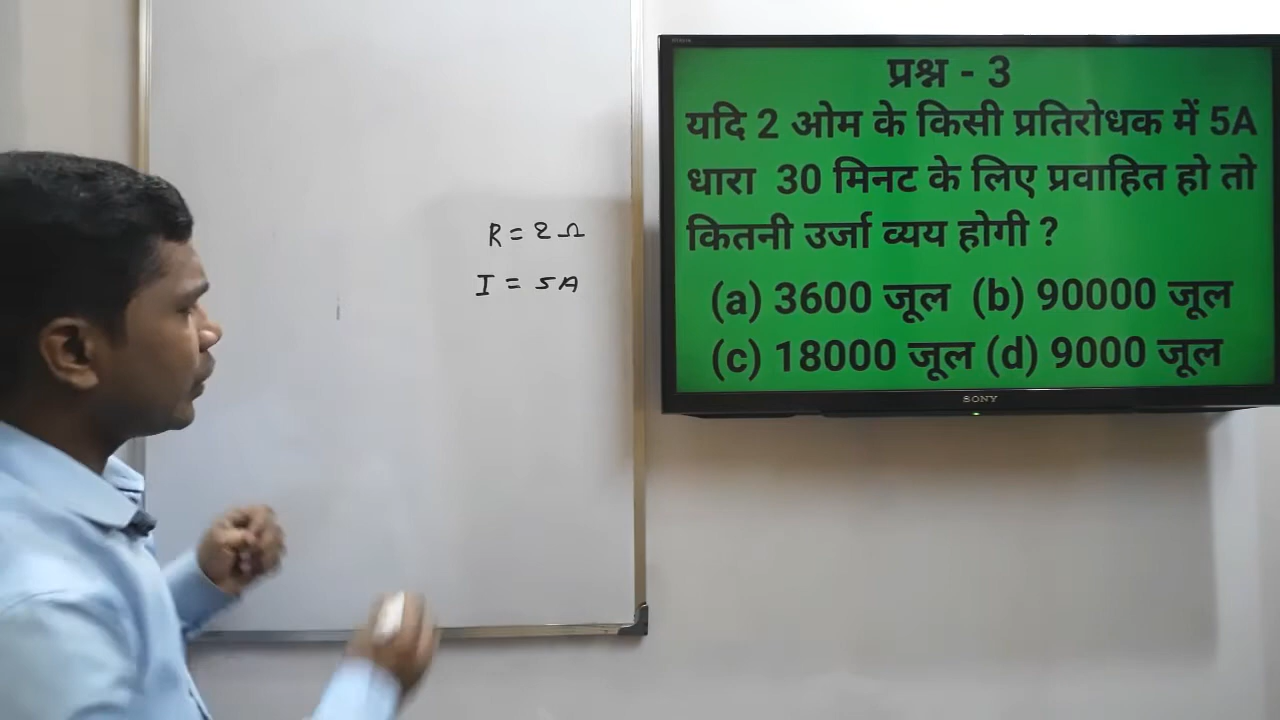 R = 2 Ω
I = 5A
प्रश्न - 3
यदि 2 ओम के किसी प्रतिरोधक में 5A
धारा 30 मिनट के लिए प्रवाहित हो तो
कितनी उर्जा व्यय होगी ?
(a) 3600 जूल (b) 90000 जूल
(c) 18000 जूल (d) 9000 जूल
SONY